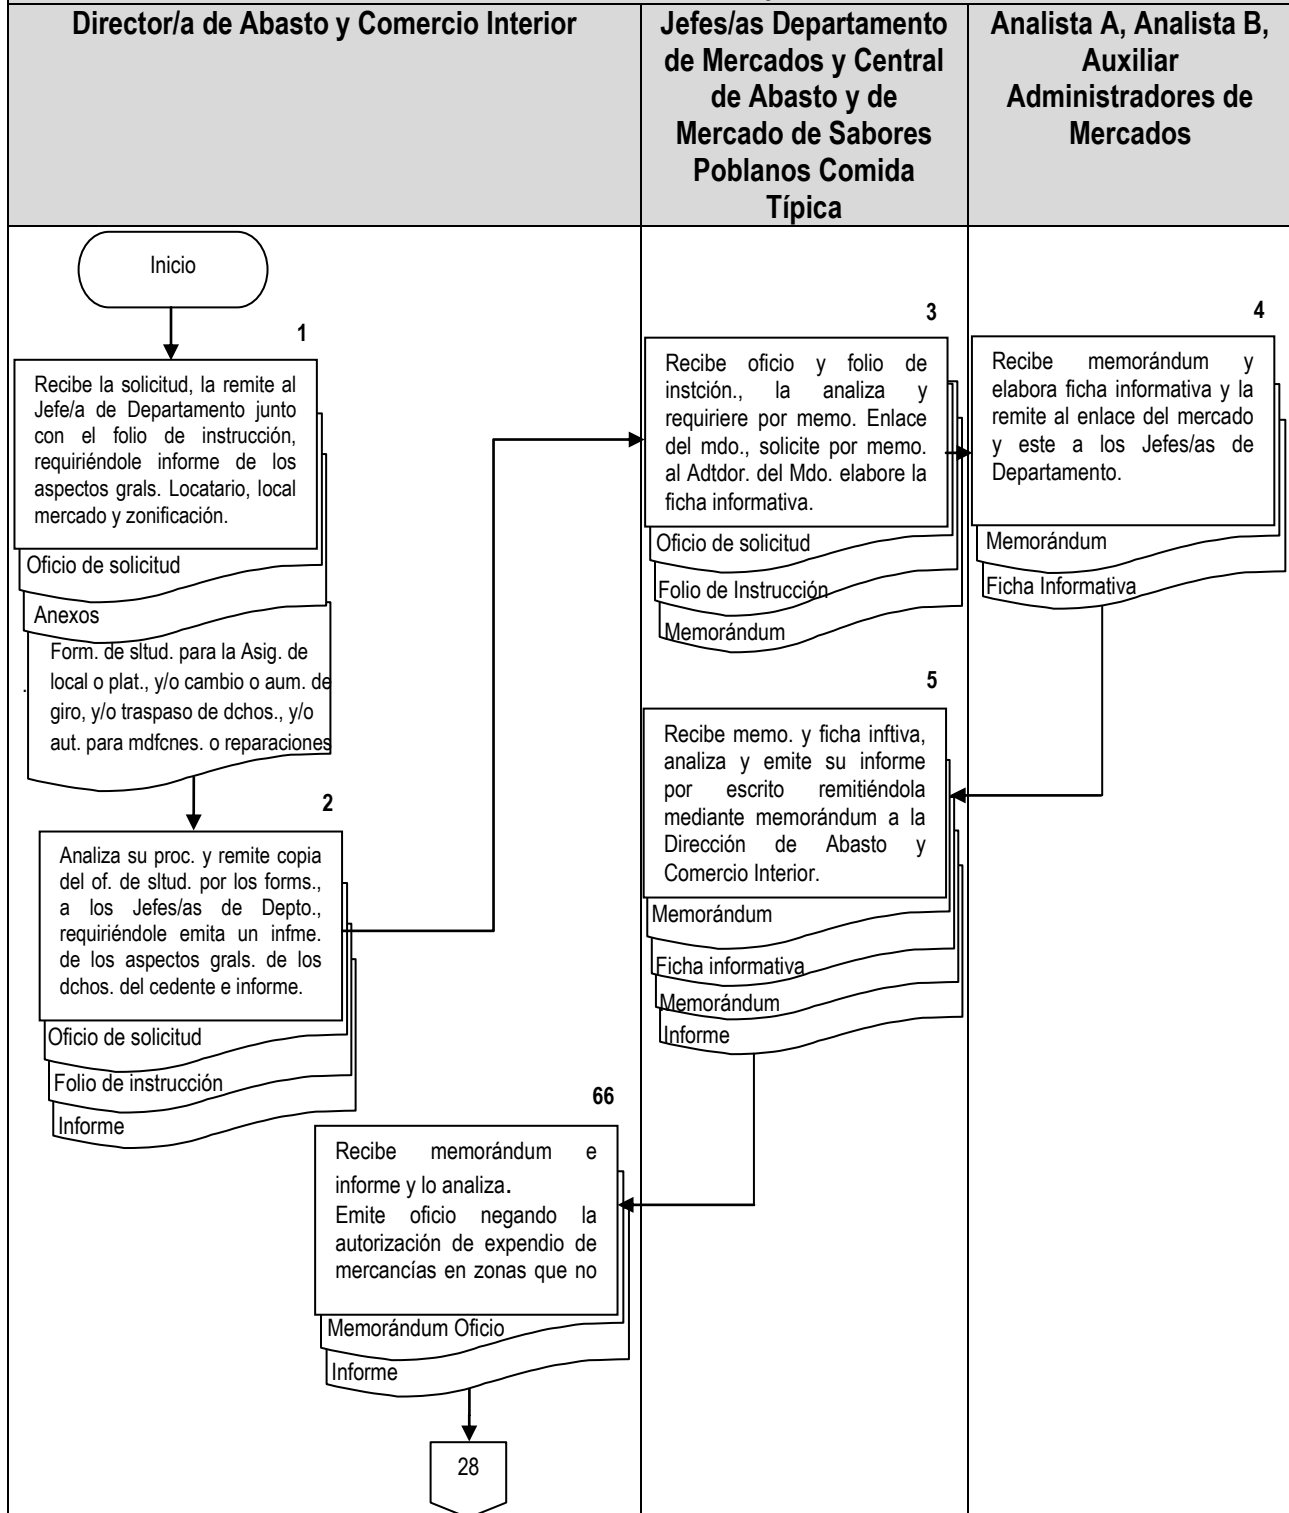 Director/a de Abasto y Comercio Interior
Jefes/as Departamento
de Mercados y Central
de Abasto y de
Mercado de Sabores
Poblanos Comida
Típica
Analista A, Analista B,
Auxiliar
Administradores de
Mercados
Inicio
1
Recibe la solicitud, la remite al
Jefe/a de Departamento junto
con el folio de instrucción,
requiriéndole informe de los
aspectos grals. Locatario, local
mercado y zonificación.
Oficio de solicitud
Anexos
Form. de sltud. para la Asig. de
local o plat., y/o cambio o aum. de
giro, y/o traspaso de dchos., y/o
aut. para mdfcnes. o reparaciones
.
2
Analiza su proc. y remite copia
del of. de sltud. por los forms.,
a los Jefes/as de Depto.,
requiriéndole emita un infme.
de los aspectos grals. de los
dchos. del cedente e informe.
Oficio de solicitud
Folio de instrucción
Informe
3
Recibe oficio y folio de
instción., la analiza y
requiriere por memo. Enlace
del mdo., solicite por memo.
al Adtdor. del Mdo. elabore la
ficha informativa.
Oficio de solicitud
Folio de Instrucción
Memorándum
4
Recibe memorándum y
elabora ficha informativa y la
remite al enlace del mercado
y este a los Jefes/as de
Departamento.
Memorándum
Ficha Informativa
5
Recibe memo. y ficha inftiva,
analiza y emite su informe
por escrito remitiéndola
mediante memorándum a la
Dirección de Abasto y
Comercio Interior.
Memorándum
Ficha informativa
Memorándum
Informe
66
Recibe memorándum e
informe y lo analiza.
Emite oficio negando la
autorización de expendio de
mercancías en zonas que no
Memorándum Oficio
Informe
28